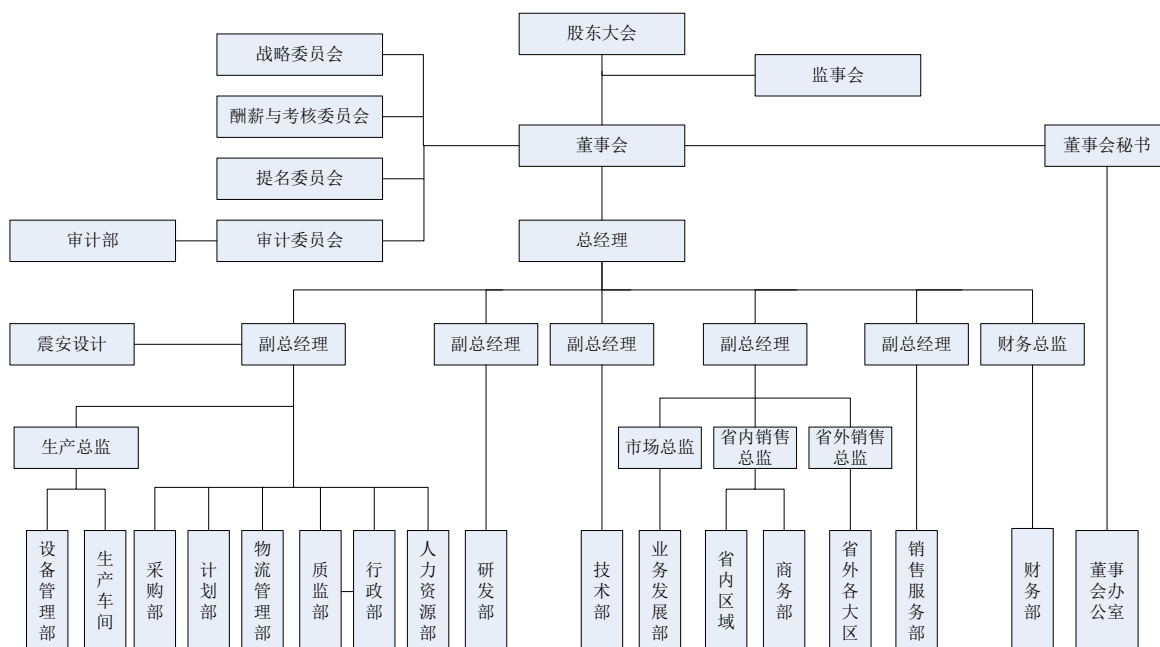 股东大会
战略委员会
监事会
酬薪与考核委员会
董事会
董事会秘书
提名委员会
审计部
审计委员会
总经理
震安设计
副总经理
副总经理
副总经理
副总经理
副总经理
财务总监
生产总监
市场总监
省内销售
总监
省外销售
总监
设备管理部
生产车间
采购部
计划部
物流管理部
质监部
行政部
人力资源部
研发部
技术部
业务发展部
省内区域
商务部
省外各大区
销售服务部
财务部
董事
会办
公室